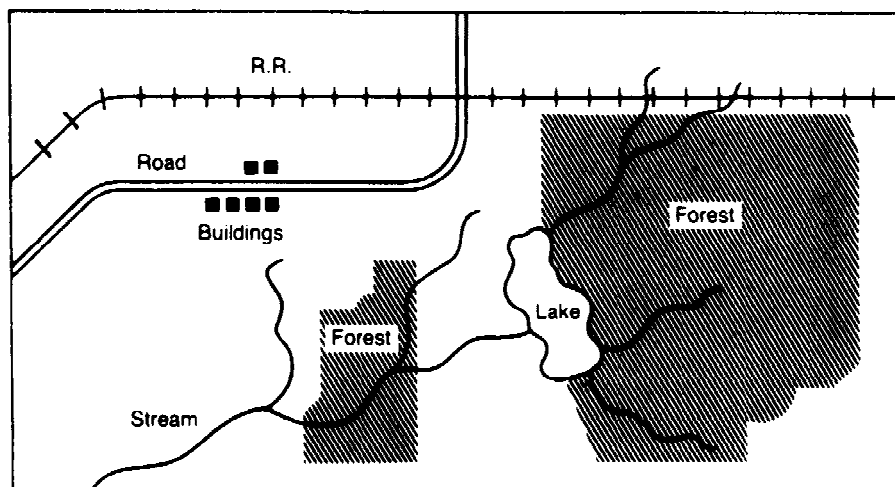 R.R.
Road
Forest
Buildings
Lake
Forest
Stream